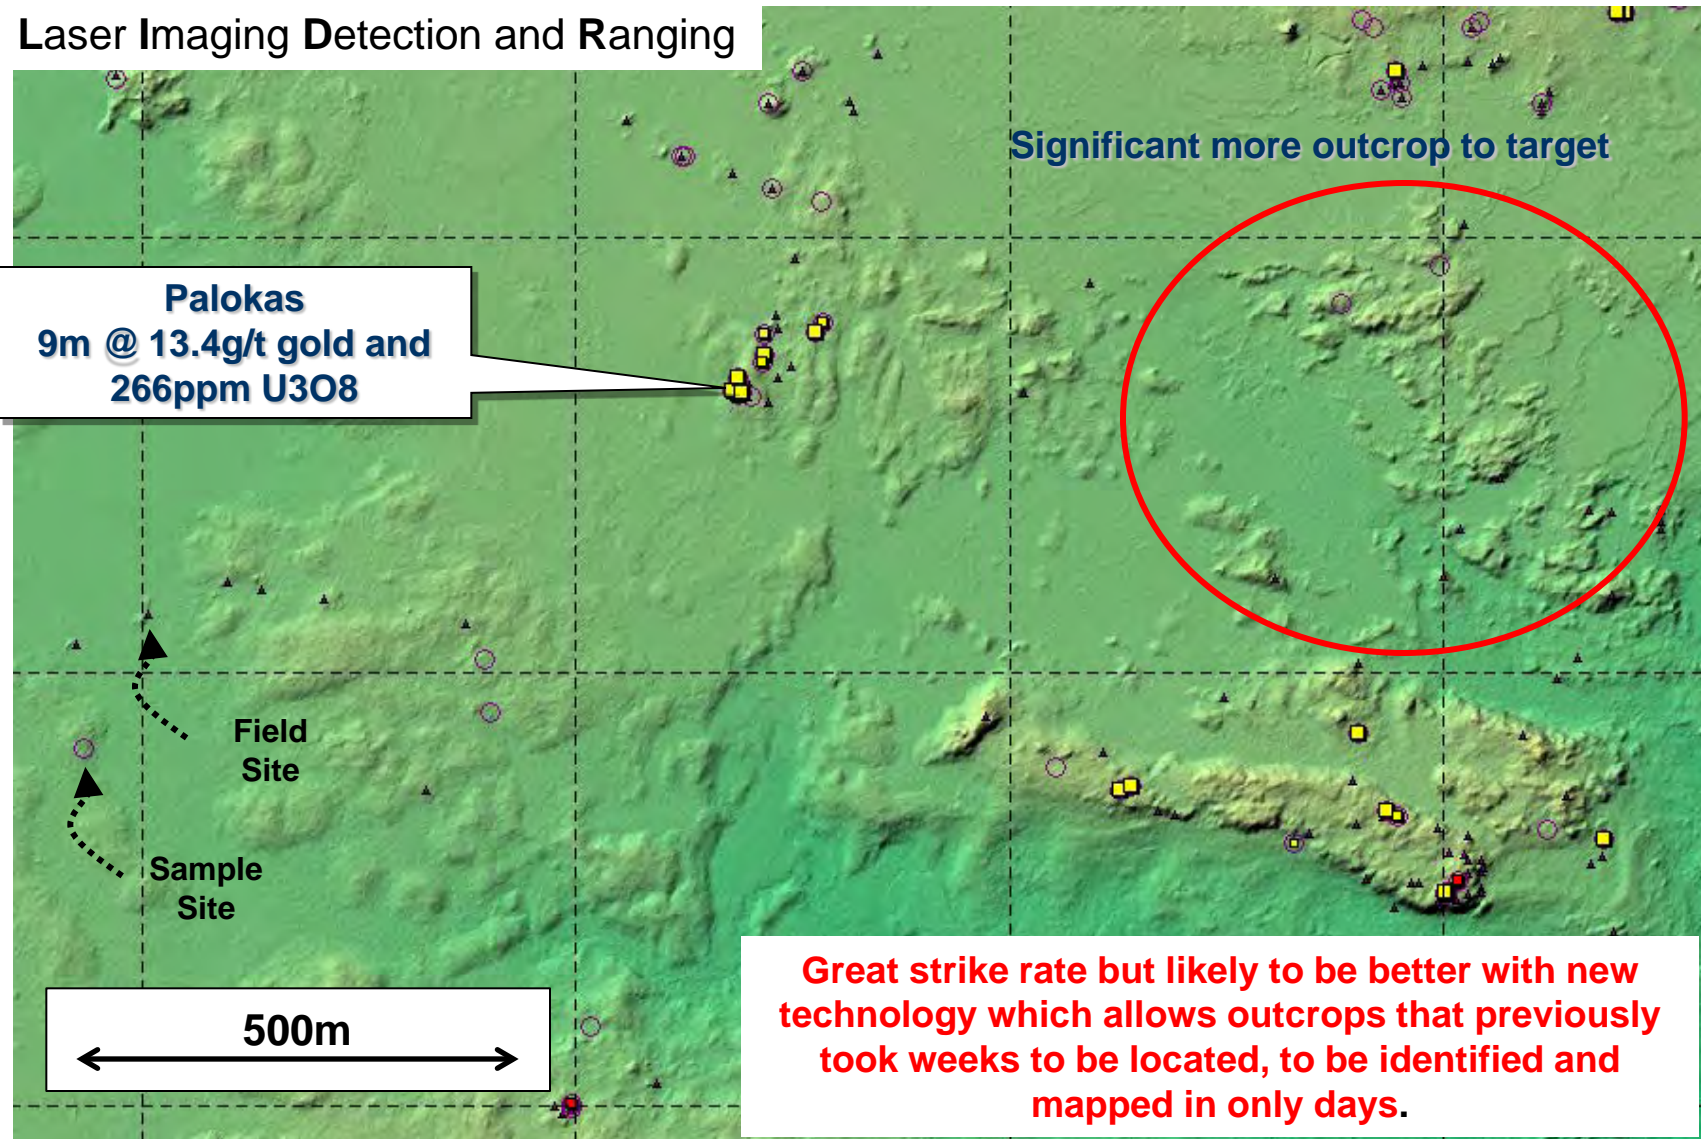 Laser Imaging Detection and Ranging
Significant more outcrop to target
Palokas
9m @ 13.4g/t gold and
266ppm U3O8
Field
Site
Sample
Site
500m
Great strike rate but likely to be better with new
technology which allows outcrops that previously
took weeks to be located, to be identified and
mapped in only days.